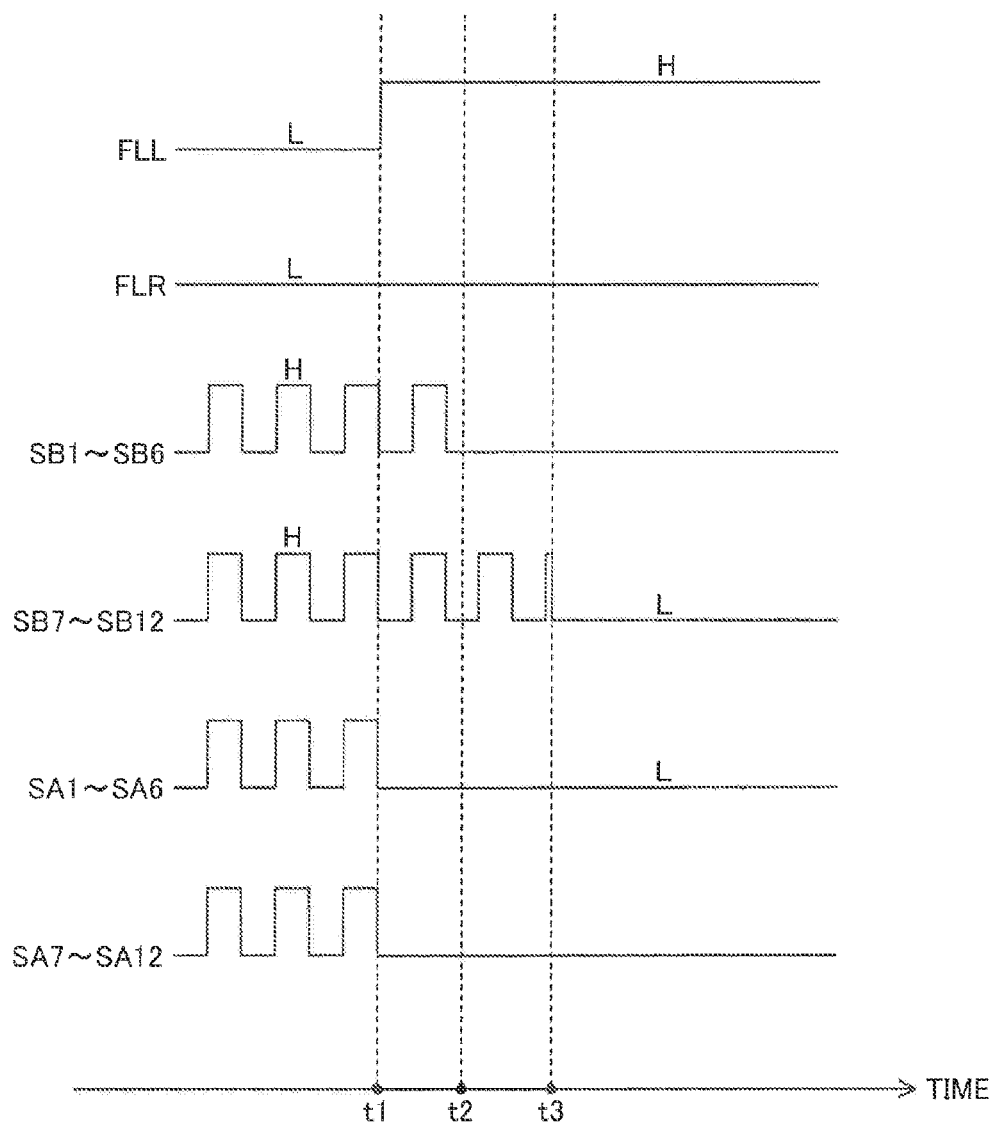 H
L
FLL
L
FLR
H
SB1～SB6
H
SB7～SB12
L
SA1～SA6
L
SA7～SA12
TIME
t1 t2 t3